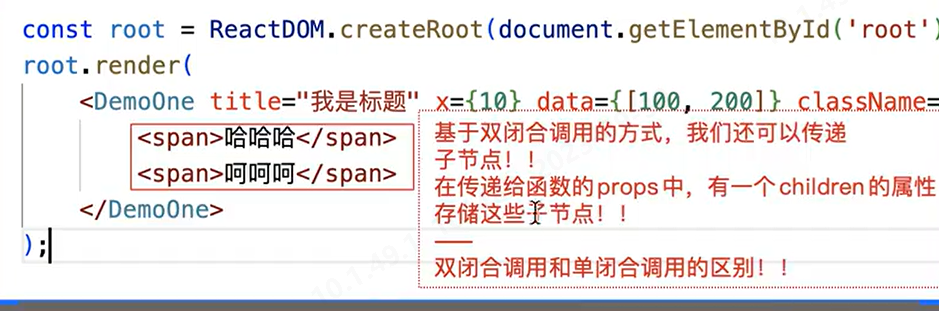 const root = ReactDOM.createRoot(document.getElementById('root')
root.render(
<DemoOne title="我是标题" x={10} data={[100, 200]} className=
<span>哈哈哈</span>
<span>呵呵呵</span>
基于双闭合调用的方式，我们还可以传递
子节点！！
在传递给函数的props中，有一个children的属性
存储这些子节点！！
双闭合调用和单闭合调用的区别！！
</DemoOne>
);